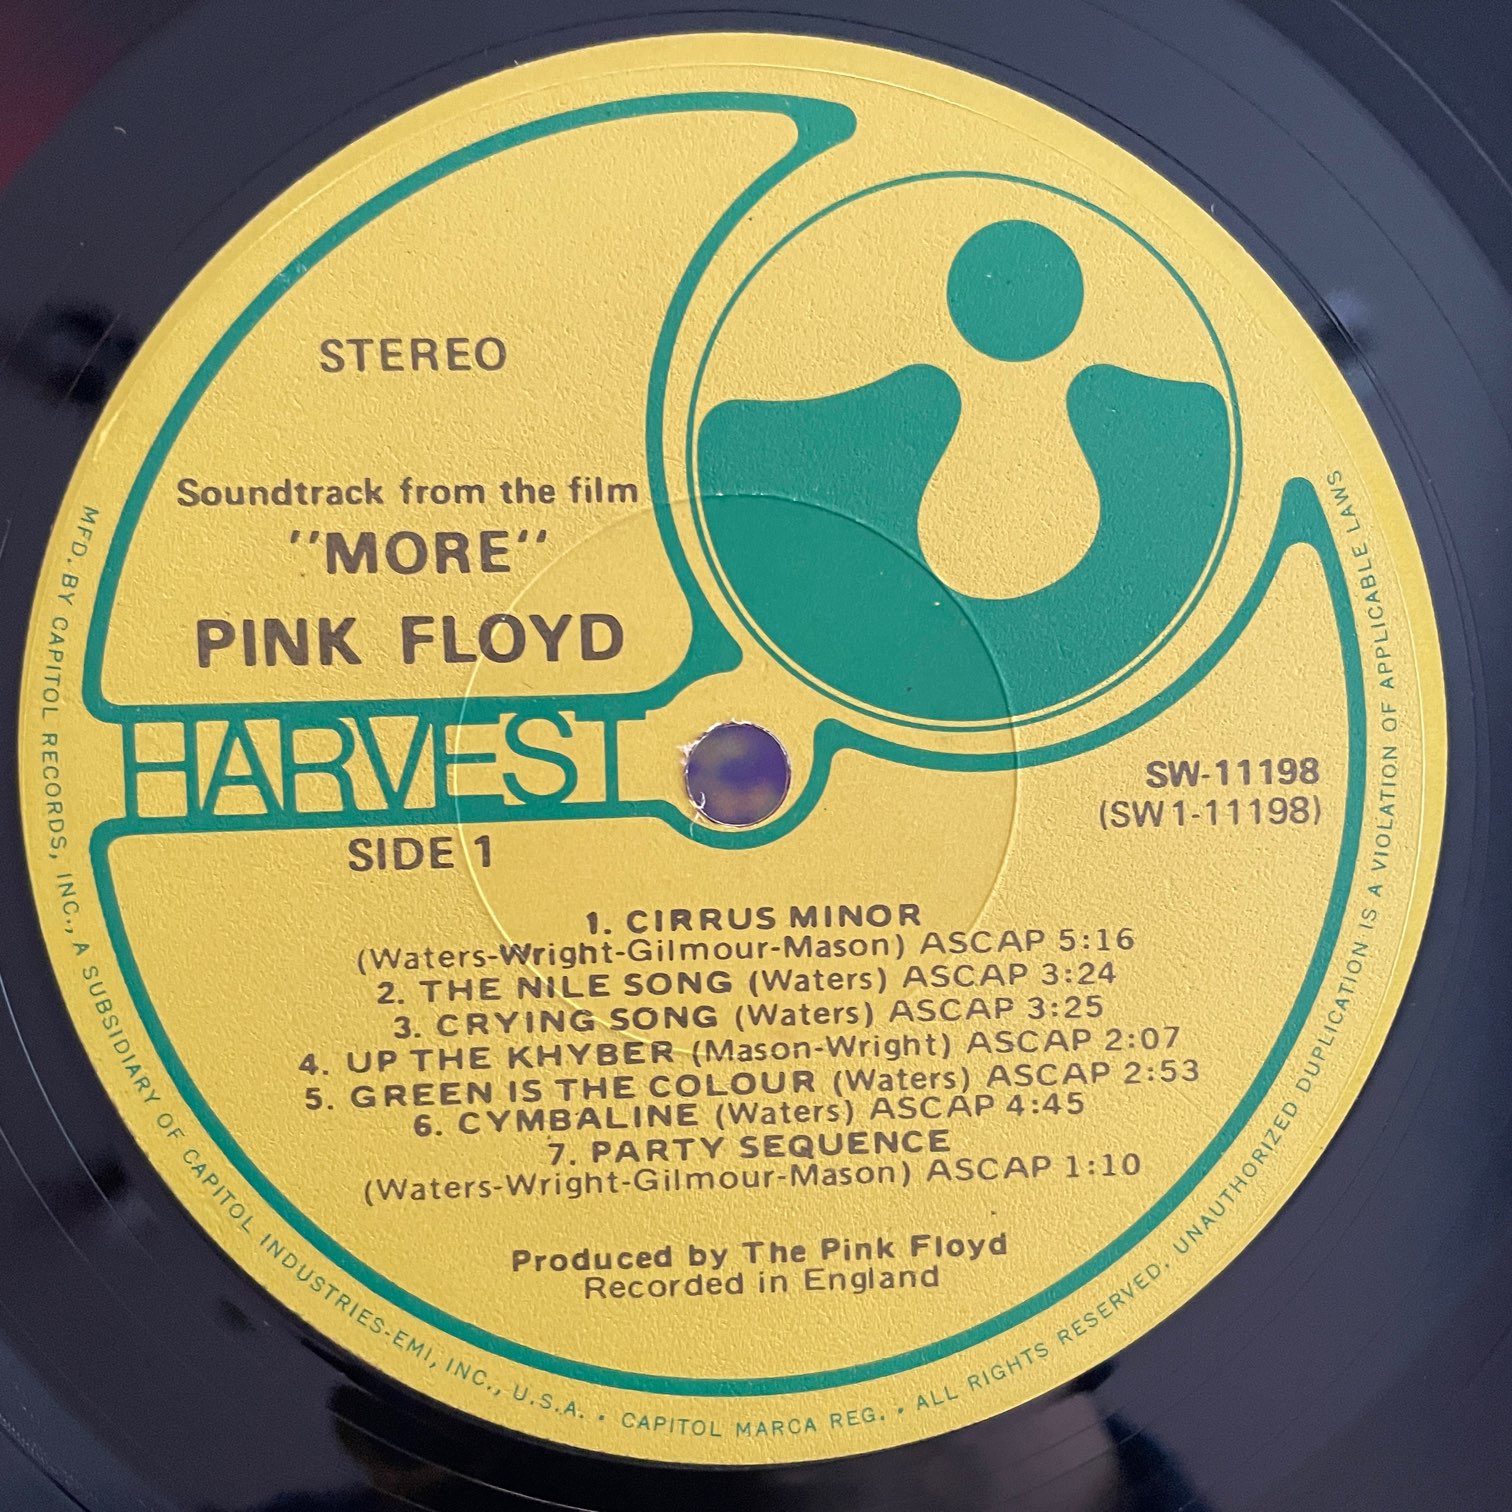 STEREO
Soundtrack from the film
"MORE"
PINK FLOYD
HARVEST
SIDE 1
SW-11198
(SW1-11198)
1. CIRRUS MINOR
(Waters-Wright-Gilmour-Mason) ASCAP 5:16
2. THE NILE SONG (Waters) ASCAP 3:24
3. CRYING SONG (Waters) ASCAP 3:25
4. UP THE KHYBER (Mason-Wright) ASCAP 2:07
5. GREEN IS THE COLOUR (Waters) ASCAP 2:53
6. CYMBALINE (Waters) ASCAP 4:45
7. PARTY SEQUENCE
(Waters-Wright-Gilmour-Mason) ASCAP 1:10
Produced by The Pink Floyd
Recorded in England
MFD. BY CAPITOL RECORDS, INC., A SUBSIDIARY OF CAPITOL INDUSTRIES-EMI, INC., U.S.A. • CAPITOL MARCA REG. • ALL RIGHTS RESERVED. UNAUTHORIZED DUPLICATION IS A VIOLATION OF APPLICABLE LAWS